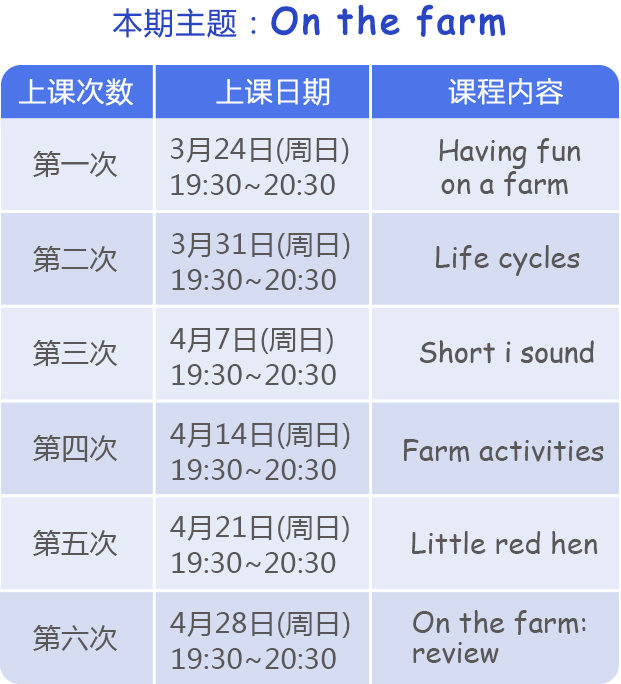 本期主题：On the farm
上课次数 上课日期 课程内容
第一次
3月24日(周日)
19:30~20:30
Having fun
on a farm
第二次
3月31日(周日)
19:30~20:30
Life cycles
第三次
4月7日(周日)
19:30~20:30
Short i sound
第四次
4月14日(周日)
19:30~20:30
Farm activities
第五次
4月21日(周日)
19:30~20:30
Little red hen
第六次
4月28日(周日)
19:30~20:30
On the farm:
review